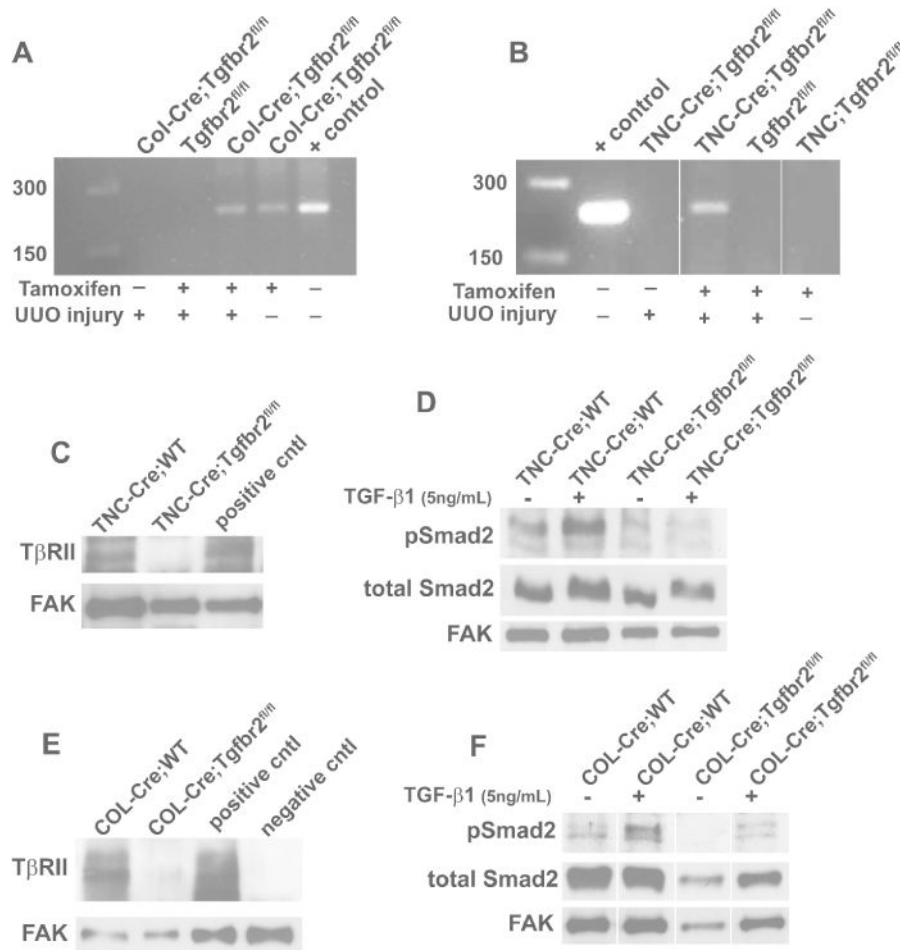 A
Col-Cre;Tgfbr2fl/fl
Tgfbr2fl/fl
Col-Cre;Tgfbr2fl/fl
Col-Cre;Tgfbr2fl/fl
+ control
300
150
Tamoxifen − + + + −
UUO injury + + + − −
B
+ control
TNC-Cre;Tgfbr2fl/fl
TNC-Cre;Tgfbr2fl/fl
Tgfbr2fl/fl
TNC;Tgfbr2fl/fl
300
150
Tamoxifen − − + + +
UUO injury − + + + −
C
TNC-Cre;WT
TNC-Cre;Tgfbr2fl/fl
positive cntl
TβRII
FAK
D
TNC-Cre;WT
TNC-Cre;WT
TNC-Cre;Tgfbr2fl/fl
TNC-Cre;Tgfbr2fl/fl
TGF-β1 (5ng/mL) - + - +
pSmad2
total Smad2
FAK
E
COL-Cre;WT
COL-Cre;Tgfbr2fl/fl
positive cntl
negative cntl
TβRII
FAK
F
COL-Cre;WT
COL-Cre;WT
COL-Cre;Tgfbr2fl/fl
COL-Cre;Tgfbr2fl/fl
TGF-β1 (5ng/mL) - + - +
pSmad2
total Smad2
FAK